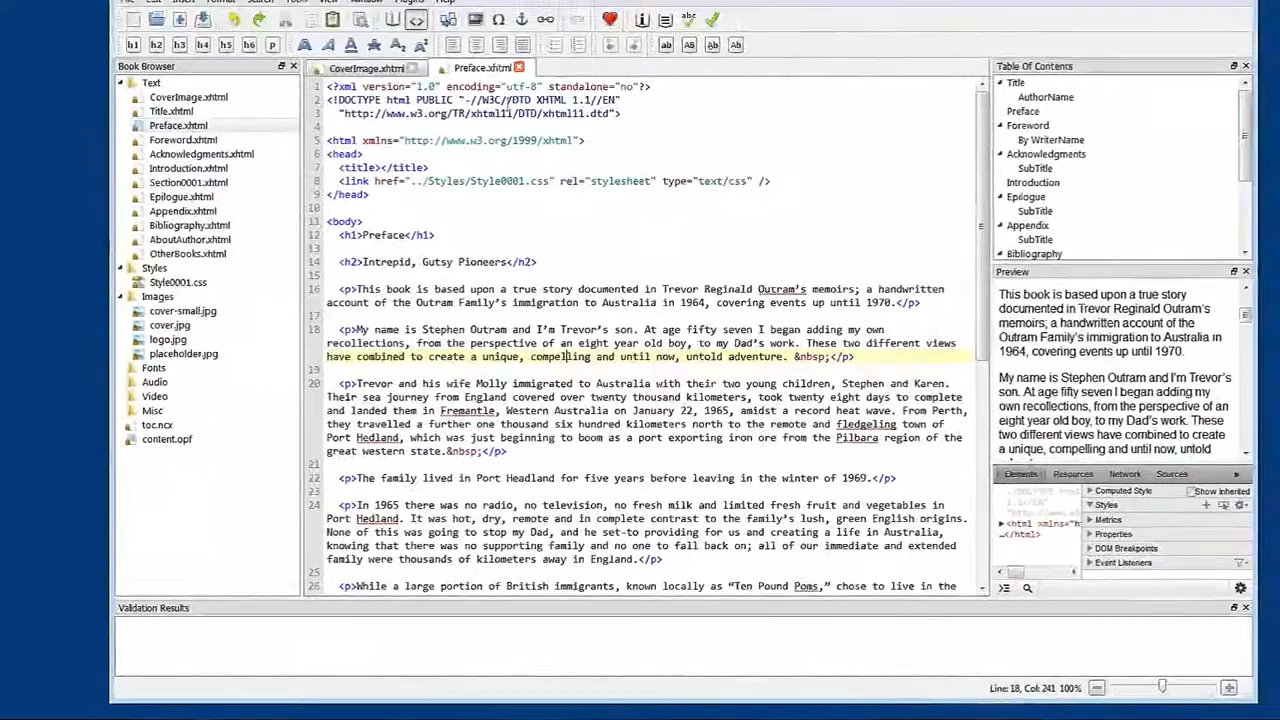 h1 h2 h3 h4 h5 h6 p A A A A A₂ A² ab AB Ab Ab
Book Browser
Text
CoverImage.xhtml
Title.xhtml
Preface.xhtml
Foreword.xhtml
Acknowledgments.xhtml
Introduction.xhtml
Section0001.xhtml
Epilogue.xhtml
Appendix.xhtml
Bibliography.xhtml
AboutAuthor.xhtml
OtherBooks.xhtml
Styles
Style0001.css
Images
cover-small.jpg
cover.jpg
logo.jpg
placeholder.jpg
Fonts
Audio
Video
Misc
toc.ncx
content.opf
CoverImage.xhtml Preface.xhtml
1 <?xml version="1.0" encoding="utf-8" standalone="no"?>
2 <!DOCTYPE html PUBLIC "-//W3C//DTD XHTML 1.1//EN"
3 "http://www.w3.org/TR/xhtml11/DTD/xhtml11.dtd">
4
5 <html xmlns="http://www.w3.org/1999/xhtml">
6 <head>
7 <title></title>
8 <link href="../Styles/Style0001.css" rel="stylesheet" type="text/css" />
9 </head>
10
11 <body>
12 <h1>Preface</h1>
13
14 <h2>Intrepid, Gutsy Pioneers</h2>
15
16 <p>This book is based upon a true story documented in Trevor Reginald Outram’s memoirs; a handwritten
account of the Outram Family’s immigration to Australia in 1964, covering events up until 1970.</p>
17
18 <p>My name is Stephen Outram and I’m Trevor’s son. At age fifty seven I began adding my own
recollections, from the perspective of an eight year old boy, to my Dad’s work. These two different views
have combined to create a unique, compelling and until now, untold adventure. &nbsp;</p>
19
20 <p>Trevor and his wife Molly immigrated to Australia with their two young children, Stephen and Karen.
Their sea journey from England covered over twenty thousand kilometers, took twenty eight days to complete
and landed them in Fremantle, Western Australia on January 22, 1965, amidst a record heat wave. From Perth,
they travelled a further one thousand six hundred kilometers north to the remote and fledgeling town of
Port Hedland, which was just beginning to boom as a port exporting iron ore from the Pilbara region of the
great western state.&nbsp;</p>
21
22 <p>The family lived in Port Headland for five years before leaving in the winter of 1969.</p>
23
24 <p>In 1965 there was no radio, no television, no fresh milk and limited fresh fruit and vegetables in
Port Hedland. It was hot, dry, remote and in complete contrast to the family’s lush, green English origins.
None of this was going to stop my Dad, and he set-to providing for us and creating a life in Australia,
knowing that there was no supporting family and no one to fall back on; all of our immediate and extended
family were thousands of kilometers away in England.</p>
25
26 <p>While a large portion of British immigrants, known locally as “Ten Pound Poms,” chose to live in the
Table Of Contents
Title
AuthorName
Preface
Foreword
By WriterName
Acknowledgments
Introduction
Epilogue
SubTitle
Appendix
SubTitle
Bibliography
Preview
This book is based upon a true story
documented in Trevor Reginald Outram’s
memoirs; a handwritten account of the
Outram Family’s immigration to Australia in
1964, covering events up until 1970.
My name is Stephen Outram and I’m Trevor’s
son. At age fifty seven I began adding my
own recollections, from the perspective of an
eight year old boy, to my Dad’s work. These
two different views have combined to create
a unique, compelling and until now, untold
Elements Resources Network Sources »
<html xmlns="h
…</html>
Computed Style Show inherited
Styles
Metrics
Properties
DOM Breakpoints
Event Listeners
Validation Results
Line: 18, Col: 241 100%